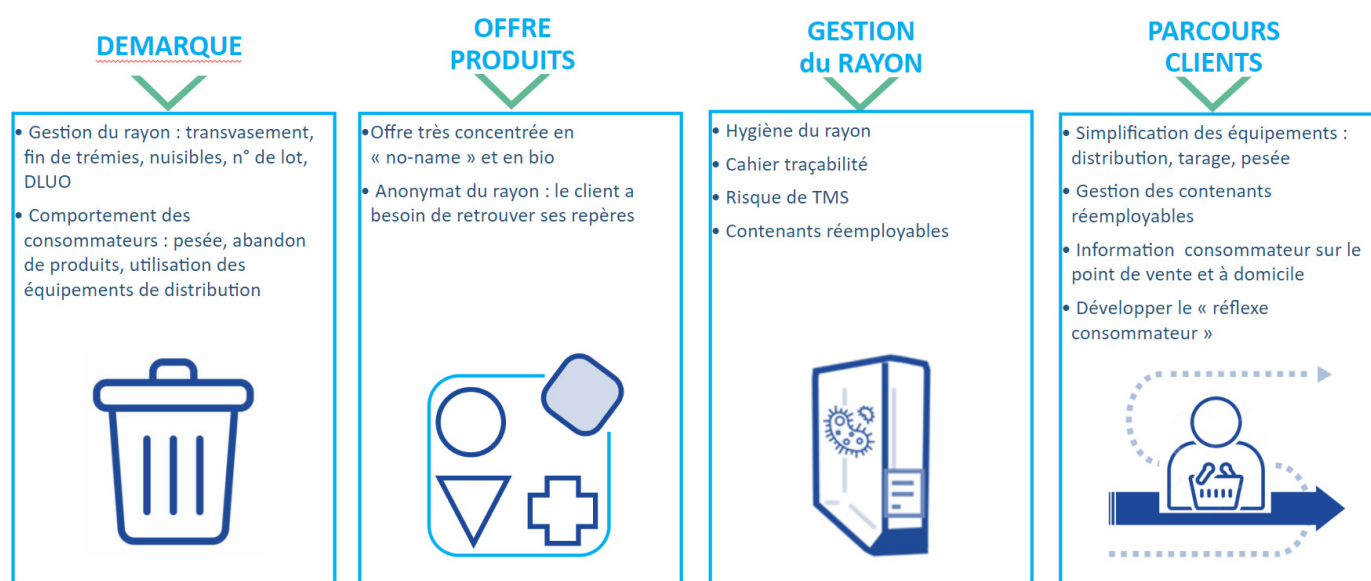 DEMARQUE
• Gestion du rayon : transvasement,
fin de trémies, nuisibles, n° de lot,
DLUO
• Comportement des
consommateurs : pesée, abandon
de produits, utilisation des
équipements de distribution
OFFRE
PRODUITS
•Offre très concentrée en
« no-name » et en bio
• Anonymat du rayon : le client a
besoin de retrouver ses repères
GESTION
du RAYON
• Hygiène du rayon
• Cahier traçabilité
• Risque de TMS
• Contenants réemployables
PARCOURS
CLIENTS
• Simplification des équipements :
distribution, tarage, pesée
• Gestion des contenants
réemployables
• Information  consommateur sur le
point de vente et à domicile
• Développer le « réflexe
consommateur »